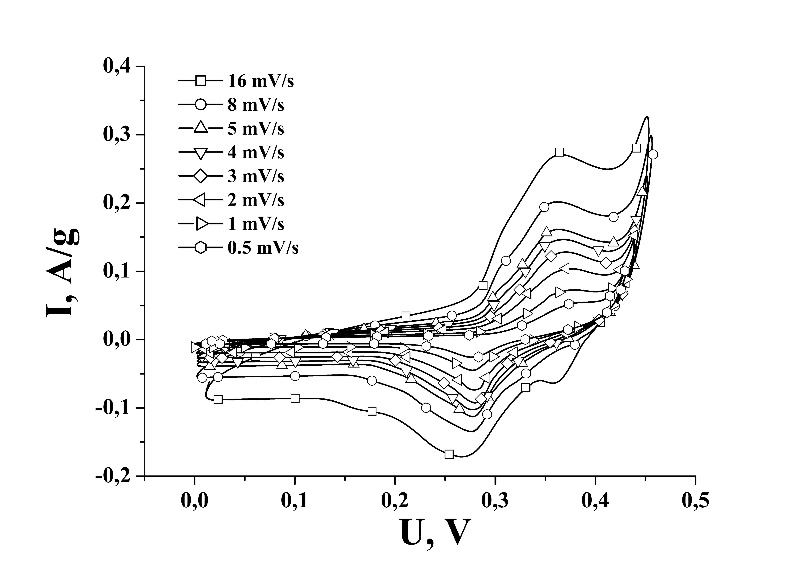 0,4
0,3
0,2
0,1
0,0
-0,1
-0,2
I, A/g
16 mV/s
8 mV/s
5 mV/s
4 mV/s
3 mV/s
2 mV/s
1 mV/s
0.5 mV/s
0,0 0,1 0,2 0,3 0,4 0,5
U, V